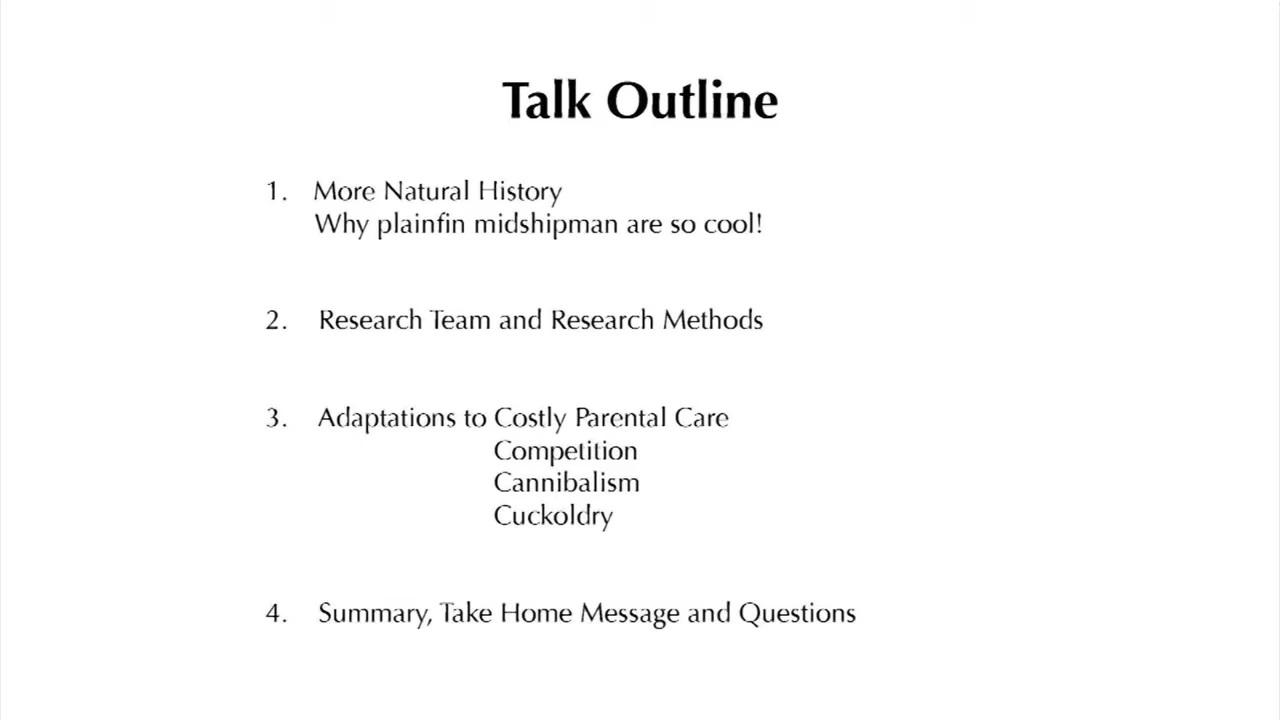 Talk Outline
1. More Natural History
Why plainfin midshipman are so cool!
2. Research Team and Research Methods
3. Adaptations to Costly Parental Care
Competition
Cannibalism
Cuckoldry
4. Summary, Take Home Message and Questions